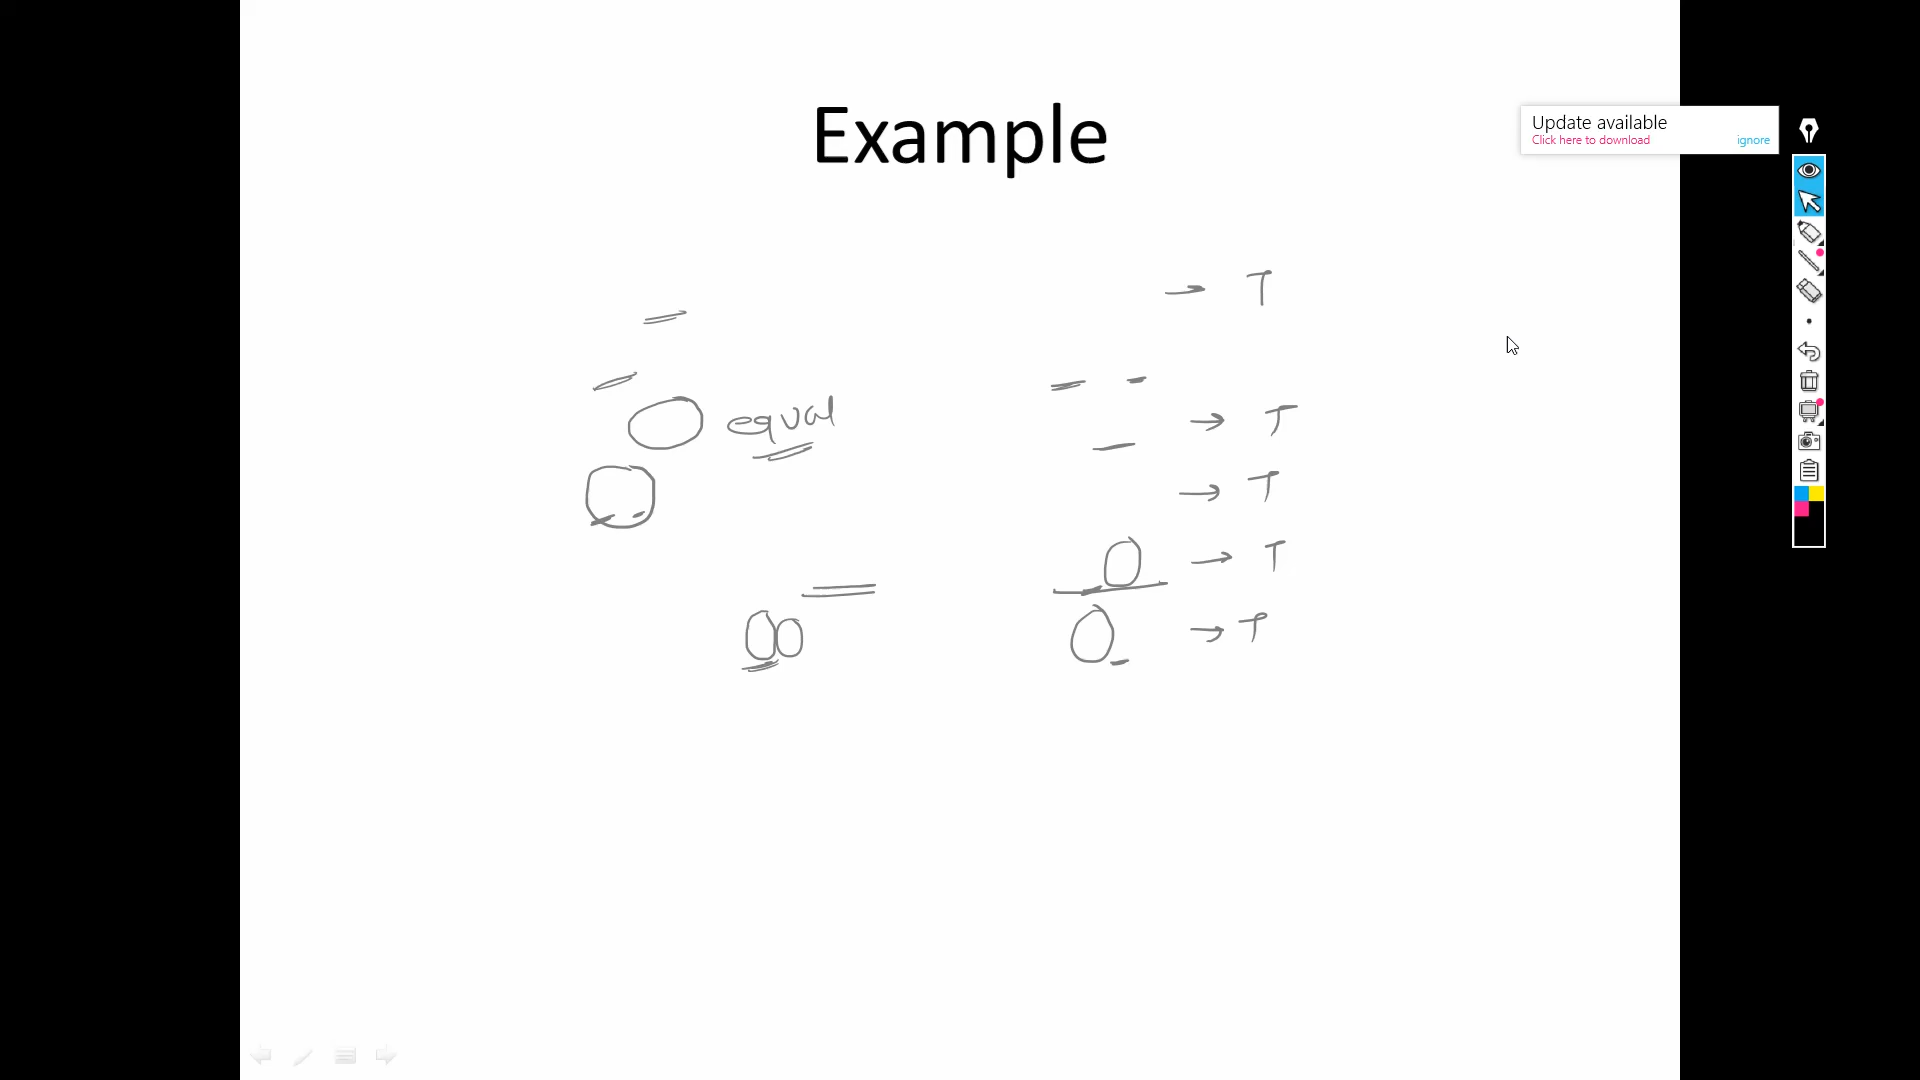 Example
Update available
Click here to download ignore
→ T
equal → T
→ T
→ T
→ T